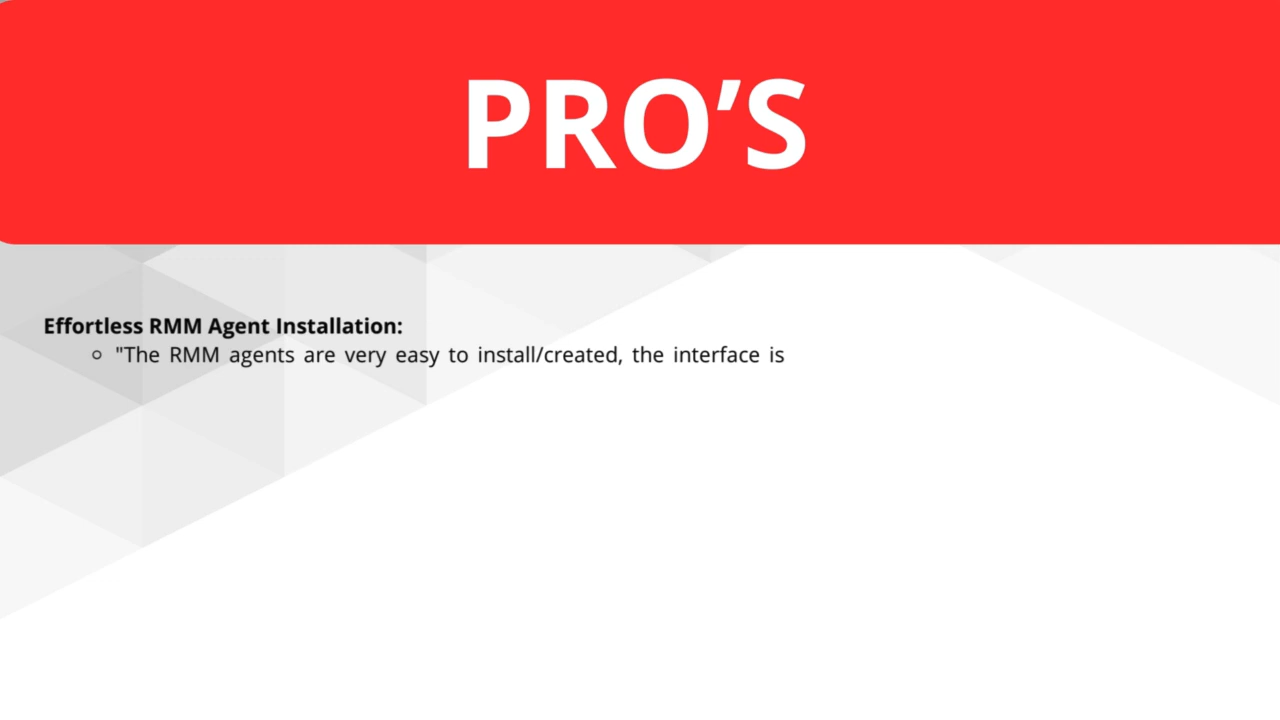 PRO’S
Effortless RMM Agent Installation:
"The RMM agents are very easy to install/created, the interface is